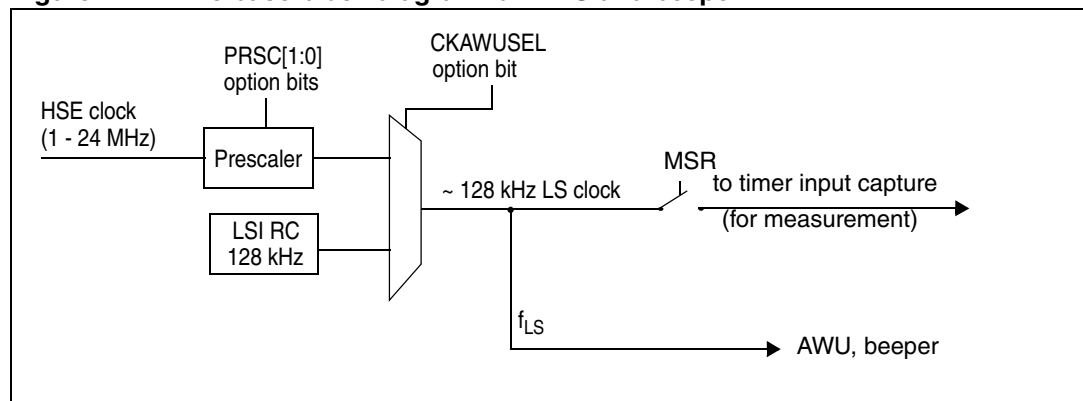 PRSC[1:0]
option bits
CKAWUSEL
option bit
HSE clock
(1 - 24 MHz)
Prescaler
MSR
to timer input capture
(for measurement)
~ 128 kHz LS clock
LSI RC
128 kHz
fLS
AWU, beeper